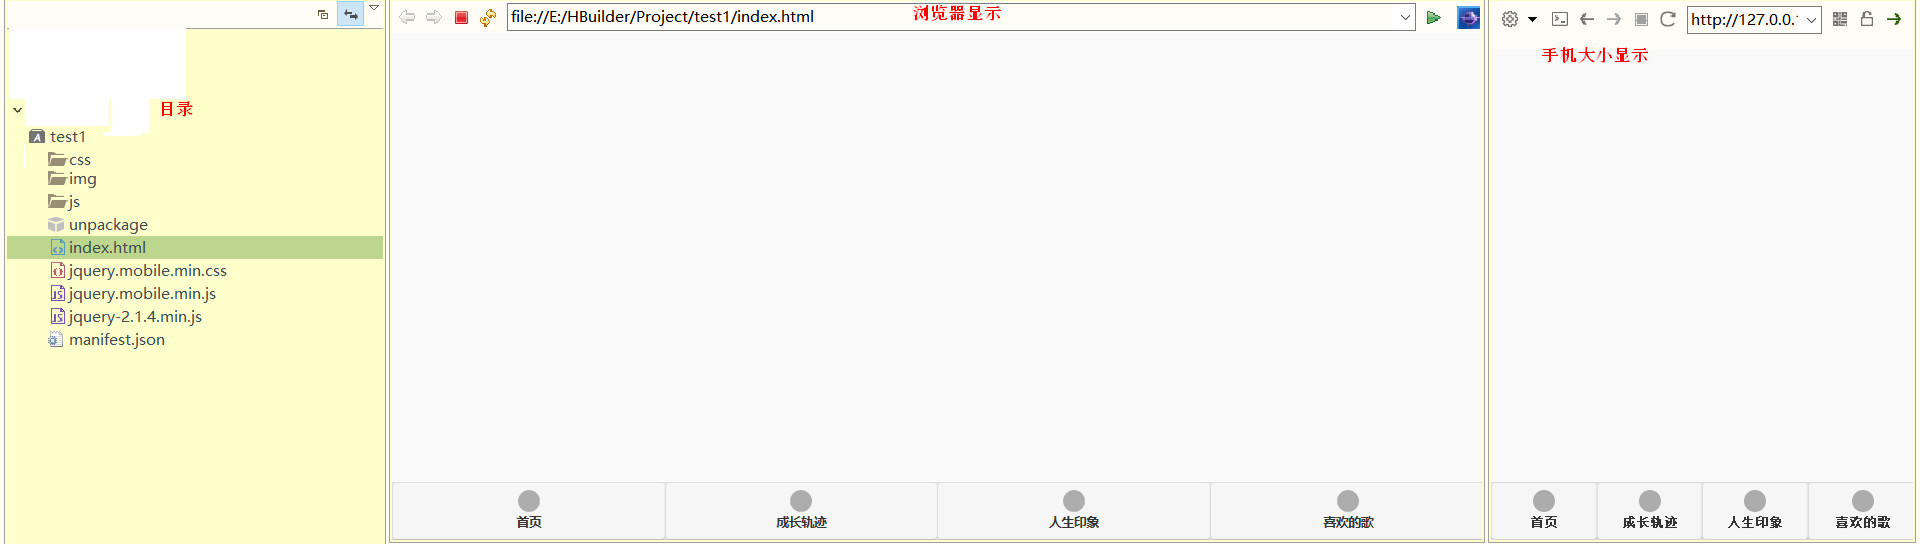 目录
test1
css
img
js
unpackage
index.html
jquery.mobile.min.css
jquery.mobile.min.js
jquery-2.1.4.min.js
manifest.json
file://E:/HBuilder/Project/test1/index.html
浏览器显示
首页
成长轨迹
人生印象
喜欢的歌
http://127.0.0.
手机大小显示
首页
成长轨迹
人生印象
喜欢的歌